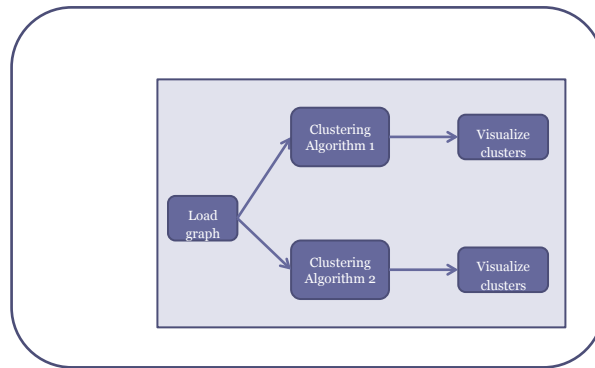 Clustering
Algorithm 1
Visualize
clusters
Load
graph
Clustering
Algorithm 2
Visualize
clusters